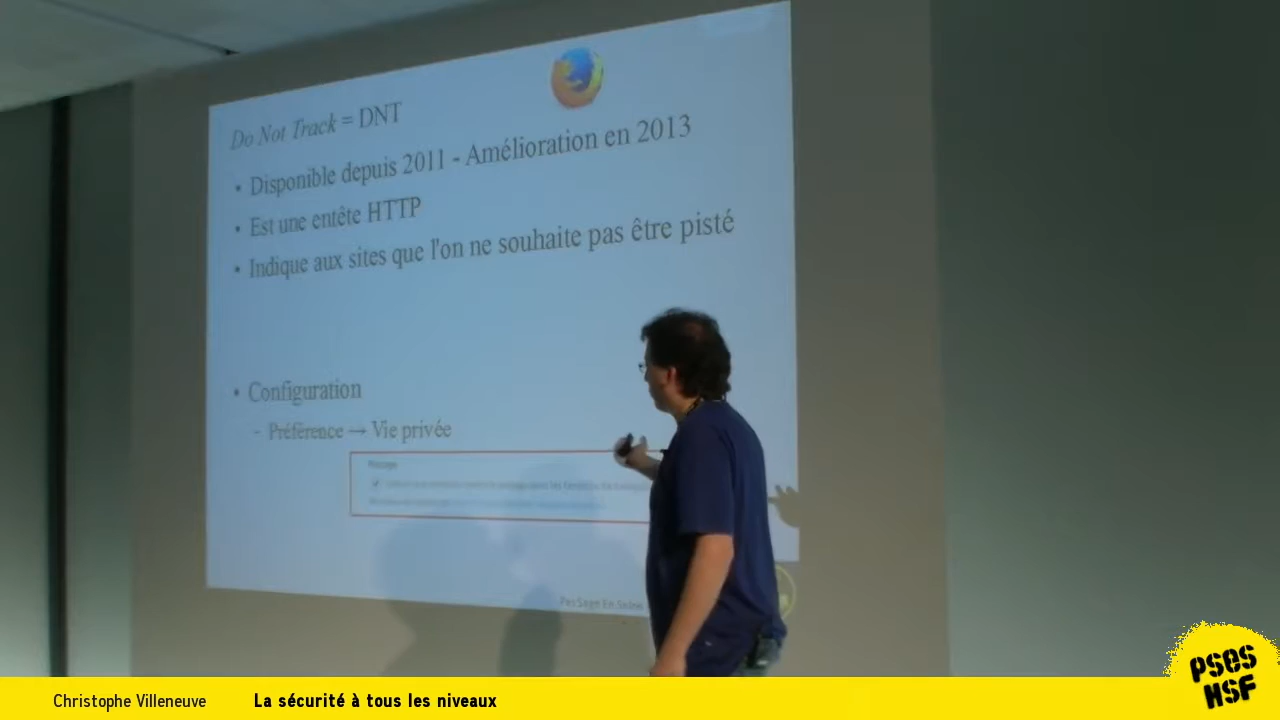 Do Not Track = DNT
• Disponible depuis 2011 - Amélioration en 2013
• Est une entête HTTP
• Indique aux sites que l'on ne souhaite pas être pisté
• Configuration
- Préférence → Vie privée
PasSage En Seine
Christophe Villeneuve
La sécurité à tous les niveaux
PSES
HSF